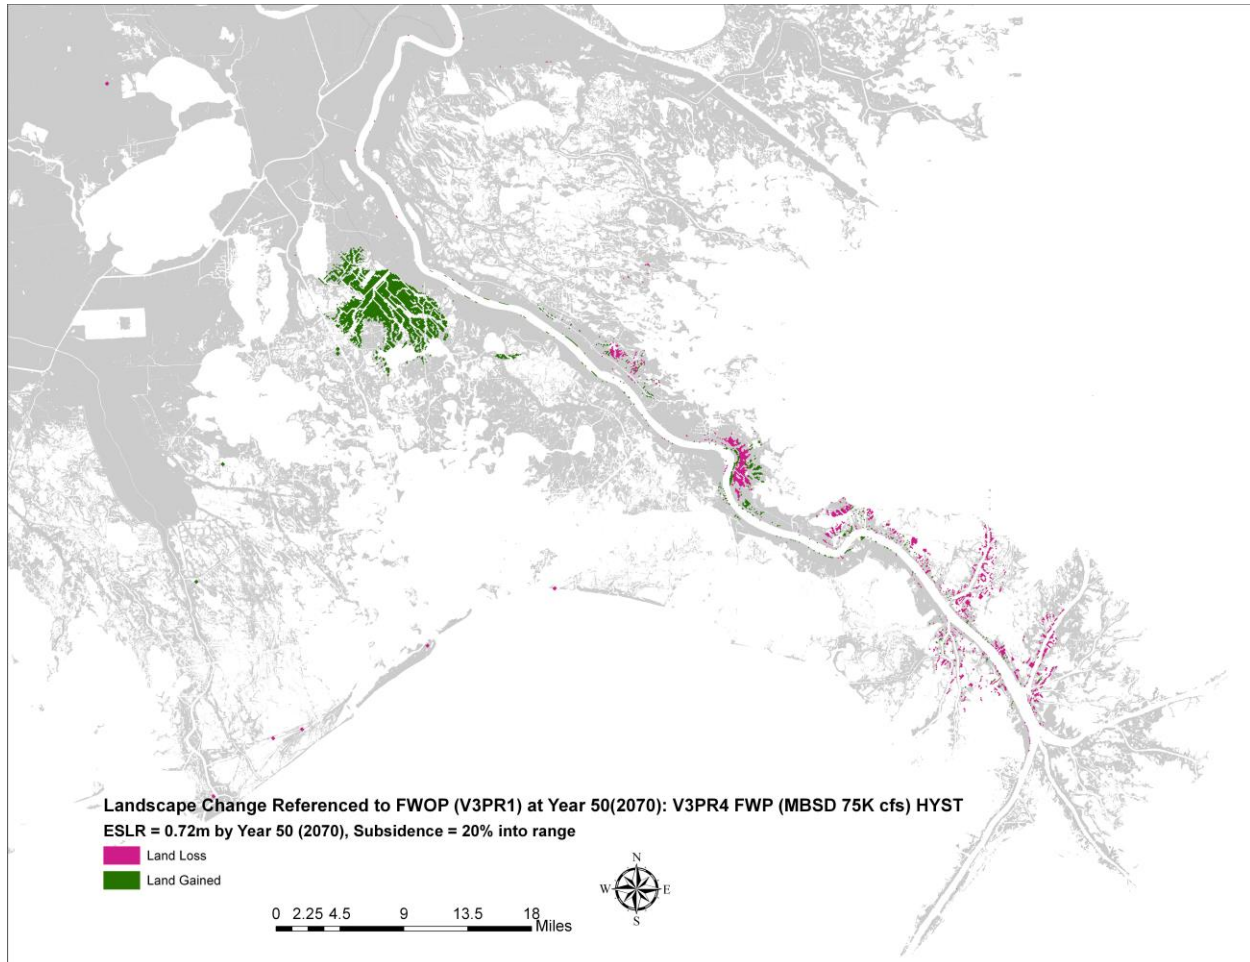 Landscape Change Referenced to FWOP (V3PR1) at Year 50(2070): V3PR4 FWP (MBSD 75K cfs) HYST
ESLR = 0.72m by Year 50 (2070), Subsidence = 20% into range
Land Loss
Land Gained
N
W E
S
0 2.25 4.5 9 13.5 18
Miles